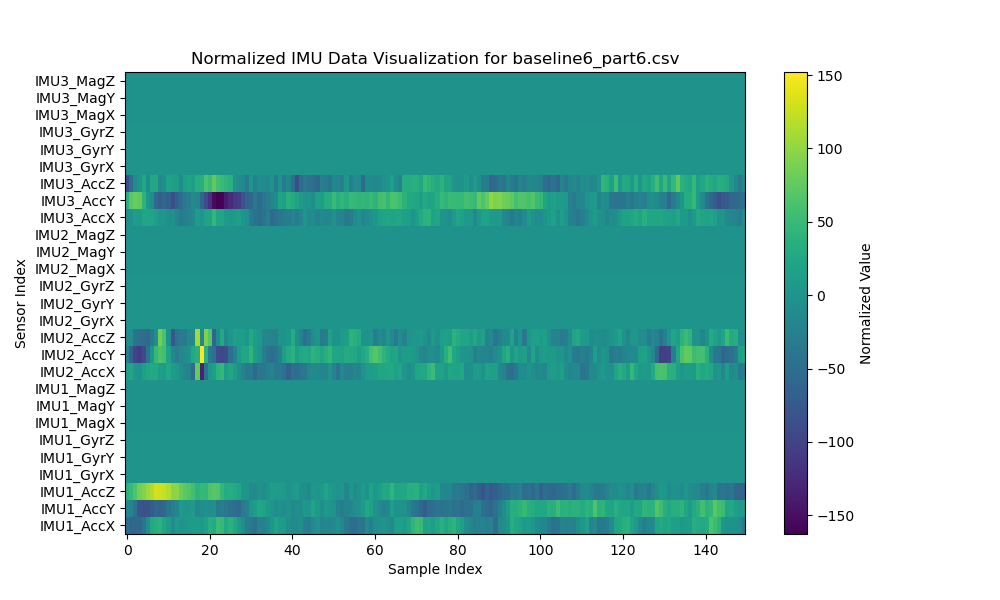 Normalized IMU Data Visualization for baseline6_part6.csv
IMU3_MagZ
IMU3_MagY
IMU3_MagX
IMU3_GyrZ
IMU3_GyrY
IMU3_GyrX
IMU3_AccZ
IMU3_AccY
IMU3_AccX
IMU2_MagZ
IMU2_MagY
IMU2_MagX
IMU2_GyrZ
IMU2_GyrY
IMU2_GyrX
IMU2_AccZ
IMU2_AccY
IMU2_AccX
IMU1_MagZ
IMU1_MagY
IMU1_MagX
IMU1_GyrZ
IMU1_GyrY
IMU1_GyrX
IMU1_AccZ
IMU1_AccY
IMU1_AccX
Sensor Index
0 20 40 60 80 100 120 140
Sample Index
150
100
50
0
−50
−100
−150
Normalized Value